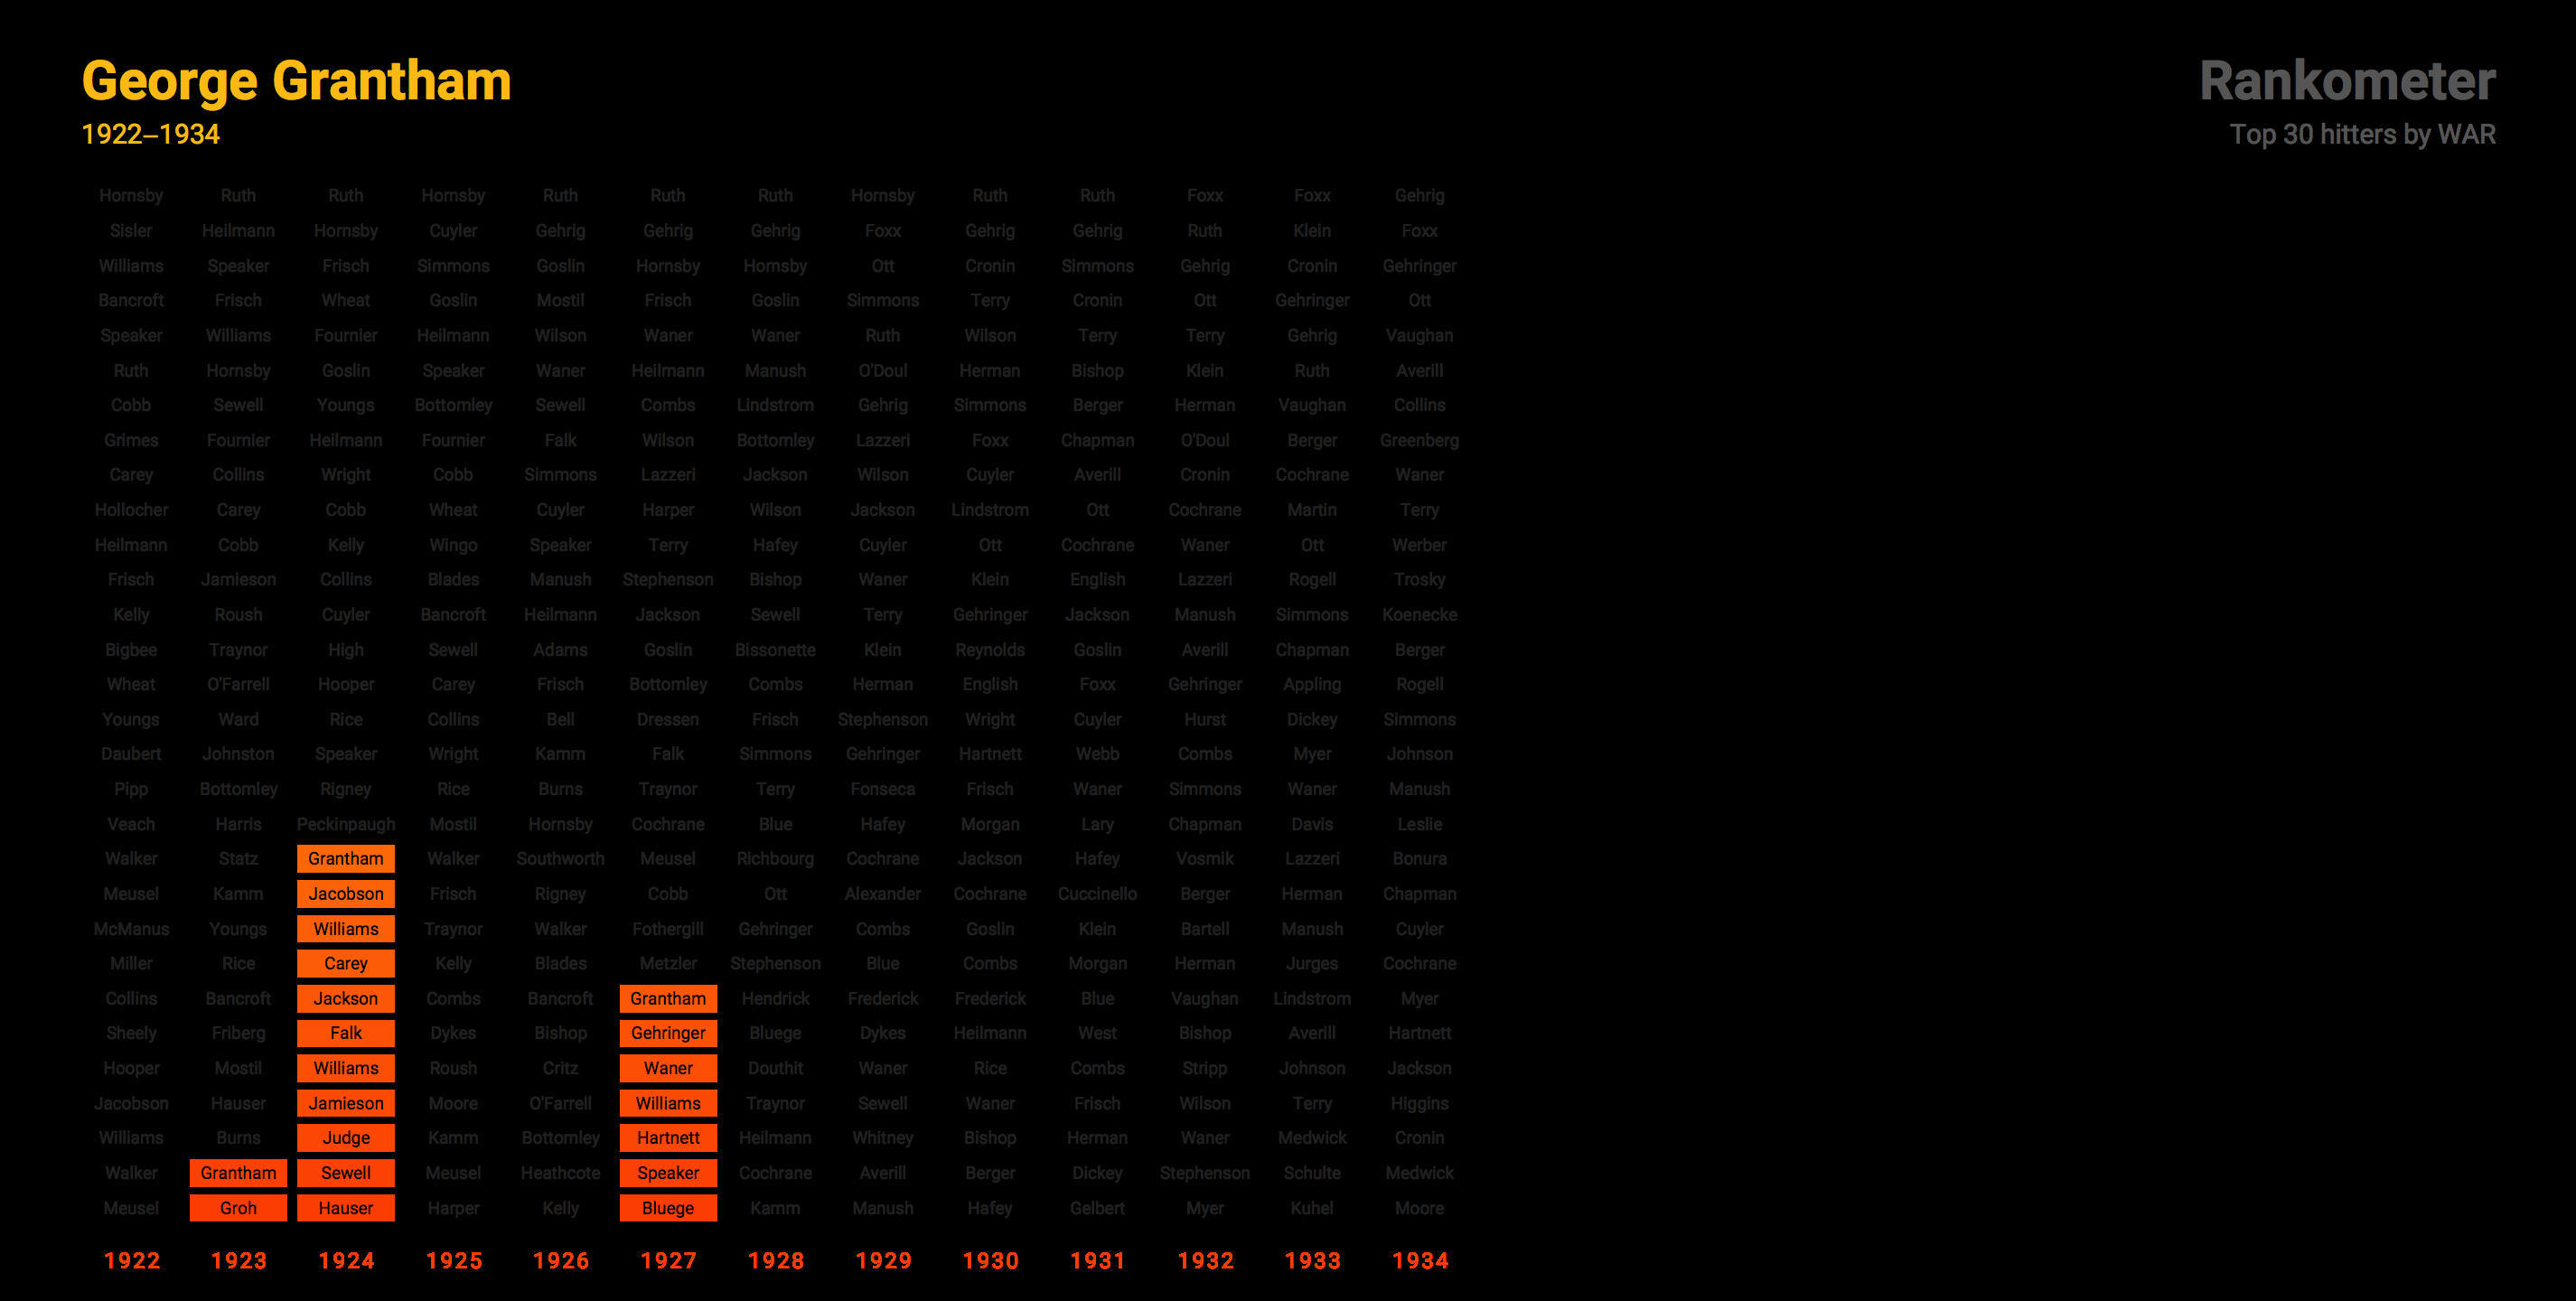 George Grantham
Rankometer
1922–1934
Top 30 hitters by WAR
Hornsby Ruth Ruth Hornsby Ruth Ruth Ruth Hornsby Ruth Ruth Foxx Foxx Gehrig
Sisler Heilmann Hornsby Cuyler Gehrig Gehrig Gehrig Foxx Gehrig Gehrig Ruth Klein Foxx
Williams Speaker Frisch Simmons Goslin Hornsby Hornsby Ott Cronin Simmons Gehrig Cronin Gehringer
Bancroft Frisch Wheat Goslin Mostil Frisch Goslin Simmons Terry Cronin Ott Gehringer Ott
Speaker Williams Fournier Heilmann Wilson Waner Waner Ruth Wilson Terry Terry Gehrig Vaughan
Ruth Hornsby Goslin Speaker Waner Heilmann Manush O'Doul Herman Bishop Klein Ruth Averill
Cobb Sewell Youngs Bottomley Sewell Combs Lindstrom Gehrig Simmons Berger Herman Vaughan Collins
Grimes Fournier Heilmann Fournier Falk Wilson Bottomley Lazzeri Foxx Chapman O'Doul Berger Greenberg
Carey Collins Wright Cobb Simmons Lazzeri Jackson Wilson Cuyler Averill Cronin Cochrane Waner
Hollocher Carey Cobb Wheat Cuyler Harper Wilson Jackson Lindstrom Ott Cochrane Martin Terry
Heilmann Cobb Kelly Wingo Speaker Terry Hafey Cuyler Ott Cochrane Waner Ott Werber
Frisch Jamieson Collins Blades Manush Stephenson Bishop Waner Klein English Lazzeri Rogell Trosky
Kelly Roush Cuyler Bancroft Heilmann Jackson Sewell Terry Gehringer Jackson Manush Simmons Koenecke
Bigbee Traynor High Sewell Adams Goslin Bissonette Klein Reynolds Goslin Averill Chapman Berger
Wheat O'Farrell Hooper Carey Frisch Bottomley Combs Herman English Foxx Gehringer Appling Rogell
Youngs Ward Rice Collins Bell Dressen Frisch Stephenson Wright Cuyler Hurst Dickey Simmons
Daubert Johnston Speaker Wright Kamm Falk Simmons Gehringer Hartnett Webb Combs Myer Johnson
Pipp Bottomley Rigney Rice Burns Traynor Terry Fonseca Frisch Waner Simmons Waner Manush
Veach Harris Peckinpaugh Mostil Hornsby Cochrane Blue Hafey Morgan Lary Chapman Davis Leslie
Walker Statz Grantham Walker Southworth Meusel Richbourg Cochrane Jackson Hafey Vosmik Lazzeri Bonura
Meusel Kamm Jacobson Frisch Rigney Cobb Ott Alexander Cochrane Cuccinello Berger Herman Chapman
McManus Youngs Williams Traynor Walker Fothergill Gehringer Combs Goslin Klein Bartell Manush Cuyler
Miller Rice Carey Kelly Blades Metzler Stephenson Blue Combs Morgan Herman Jurges Cochrane
Collins Bancroft Jackson Combs Bancroft Grantham Hendrick Frederick Frederick Blue Vaughan Lindstrom Myer
Sheely Friberg Falk Dykes Bishop Gehringer Bluege Dykes Heilmann West Bishop Averill Hartnett
Hooper Mostil Williams Roush Critz Waner Douthit Waner Rice Combs Stripp Johnson Jackson
Jacobson Hauser Jamieson Moore O'Farrell Williams Traynor Sewell Waner Frisch Wilson Terry Higgins
Williams Burns Judge Kamm Bottomley Hartnett Heilmann Whitney Bishop Herman Waner Medwick Cronin
Walker Grantham Sewell Meusel Heathcote Speaker Cochrane Averill Berger Dickey Stephenson Schulte Medwick
Meusel Groh Hauser Harper Kelly Bluege Kamm Manush Hafey Gelbert Myer Kuhel Moore
1922 1923 1924 1925 1926 1927 1928 1929 1930 1931 1932 1933 1934